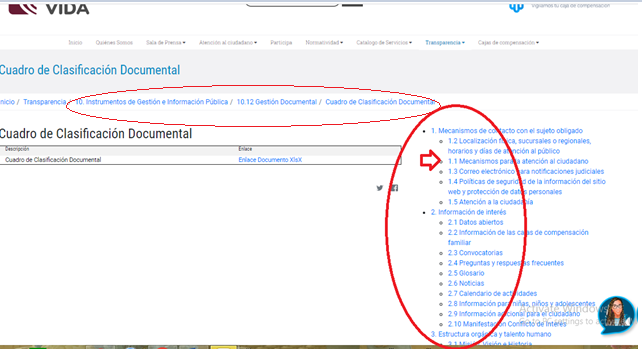 VIDA
vigilamos tu caja de compensación
Inicio Quiénes Somos Sala de Prensa Atención al ciudadano Participa Normatividad Catálogo de Servicios Transparencia Cajas de compensación
Cuadro de Clasificación Documental
Inicio / Transparencia 10. Instrumentos de Gestión e Información Pública / 10.12 Gestión Documental / Cuadro de Clasificación Documental
Cuadro de Clasificación Documental
Descripción Enlace
Cuadro de Clasificación Documental Enlace Documento XlsX
1. Mecanismos de contacto con el sujeto obligado
1.2 Localización física, sucursales o regionales,
horarios y días de atención al público
1.1 Mecanismos para la atención al ciudadano
1.3 Correo electrónico para notificaciones judiciales
1.4 Políticas de seguridad de la información del sitio
web y protección de datos personales
1.5 Atención a la ciudadanía
2. Información de interés
2.1 Datos abiertos
2.2 Información de las cajas de compensación
familiar
2.3 Convocatorias
2.4 Preguntas y respuestas frecuentes
2.5 Glosario
2.6 Noticias
2.7 Calendario de actividades
2.8 Información para niñas, niños y adolescentes
2.9 Información adicional para el ciudadano
2.10 Manifestación Conflicto de Interés
3. Estructura orgánica y talento humano
3.1 Misión, Visión e Historia